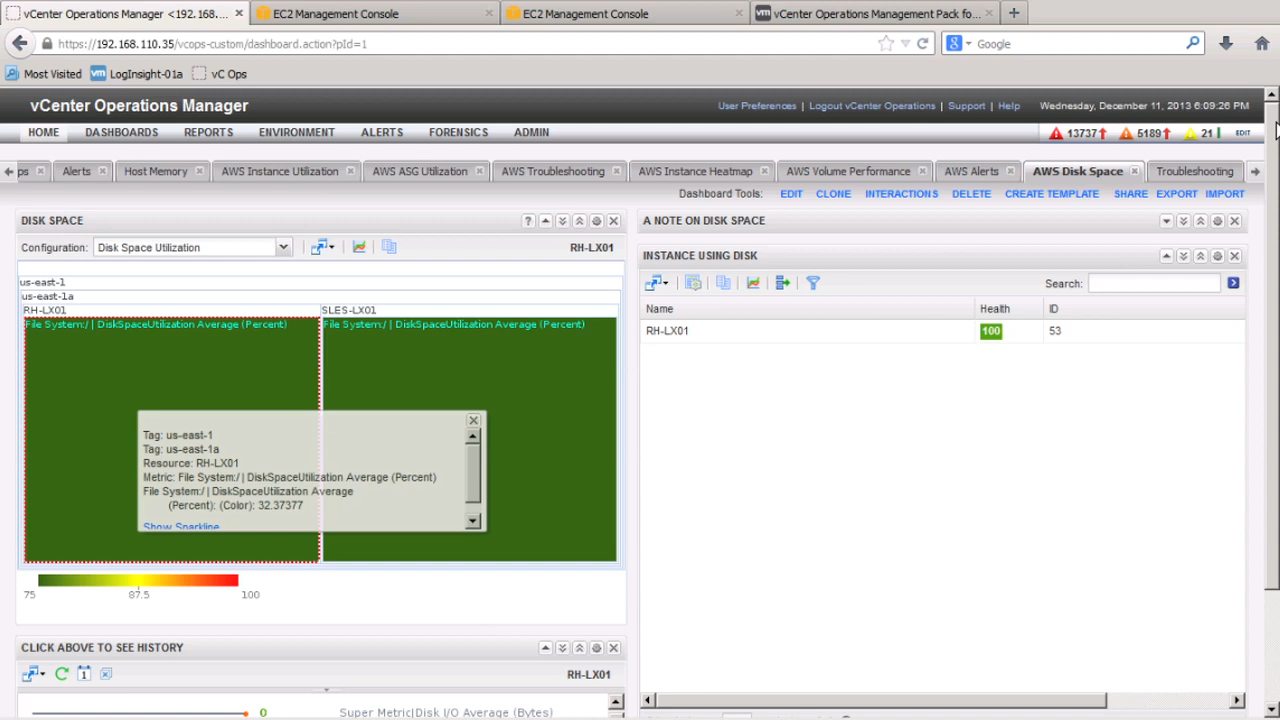 vCenter Operations Manager <192.168....
EC2 Management Console
EC2 Management Console
vm vCenter Operations Management Pack fo...
https://192.168.110.35/vcops-custom/dashboard.action?pId=1
Google
Most Visited
vm LogInsight-01a
vC Ops
vCenter Operations Manager
User Preferences | Logout vCenter Operations | Support | Help
Wednesday, December 11, 2013 6:09:26 PM
HOME DASHBOARDS REPORTS ENVIRONMENT ALERTS FORENSICS ADMIN
13737 5189 21 EDIT
ps Alerts Host Memory AWS Instance Utilization AWS ASG Utilization AWS Troubleshooting AWS Instance Heatmap AWS Volume Performance AWS Alerts AWS Disk Space Troubleshooting
Dashboard Tools: EDIT CLONE INTERACTIONS DELETE CREATE TEMPLATE SHARE EXPORT IMPORT
DISK SPACE
?
Configuration: Disk Space Utilization
RH-LX01
us-east-1
us-east-1a
RH-LX01
SLES-LX01
File System:/ | DiskSpaceUtilization Average (Percent)
File System:/ | DiskSpaceUtilization Average (Percent)
Tag: us-east-1
Tag: us-east-1a
Resource: RH-LX01
Metric: File System:/ | DiskSpaceUtilization Average (Percent)
File System:/ | DiskSpaceUtilization Average
(Percent): (Color): 32.37377
Show Sparkline
75 87.5 100
CLICK ABOVE TO SEE HISTORY
1
RH-LX01
0
Super Metric|Disk I/O Average (Bytes)
A NOTE ON DISK SPACE
INSTANCE USING DISK
Search:
Name Health ID
RH-LX01 100 53